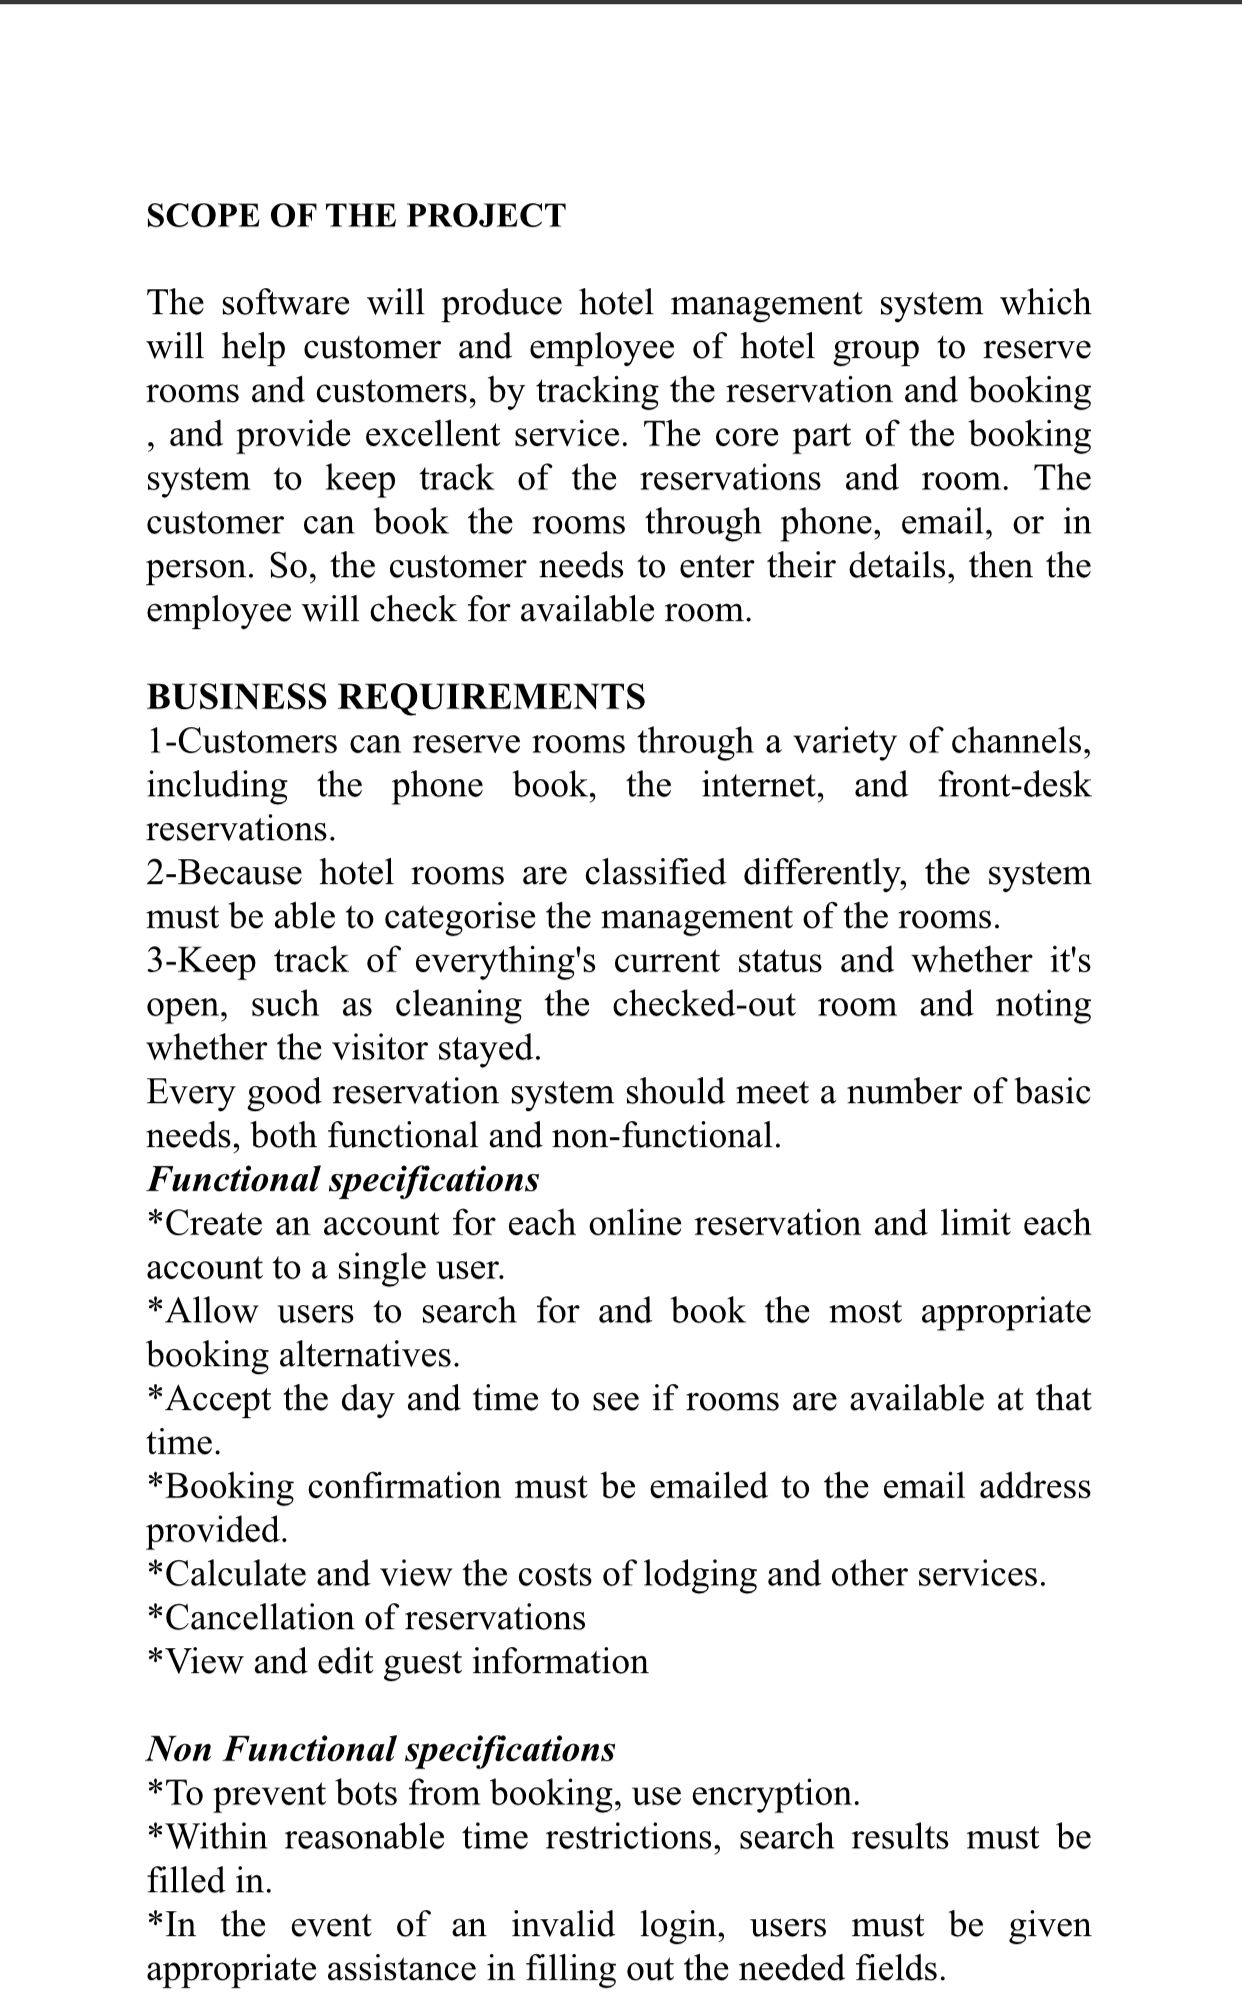 SCOPE OF THE PROJECT
The software will produce hotel management system which
will help customer and employee of hotel group to reserve
rooms and customers, by tracking the reservation and booking
, and provide excellent service. The core part of the booking
system to keep track of the reservations and room. The
customer can book the rooms through phone, email, or in
person. So, the customer needs to enter their details, then the
employee will check for available room.
BUSINESS REQUIREMENTS
1-Customers can reserve rooms through a variety of channels,
including the phone book, the internet, and front-desk
reservations.
2-Because hotel rooms are classified differently, the system
must be able to categorise the management of the rooms.
3-Keep track of everything's current status and whether it's
open, such as cleaning the checked-out room and noting
whether the visitor stayed.
Every good reservation system should meet a number of basic
needs, both functional and non-functional.
Functional specifications
*Create an account for each online reservation and limit each
account to a single user.
*Allow users to search for and book the most appropriate
booking alternatives.
*Accept the day and time to see if rooms are available at that
time.
*Booking confirmation must be emailed to the email address
provided.
*Calculate and view the costs of lodging and other services.
*Cancellation of reservations
*View and edit guest information
Non Functional specifications
*To prevent bots from booking, use encryption.
*Within reasonable time restrictions, search results must be
filled in.
*In the event of an invalid login, users must be given
appropriate assistance in filling out the needed fields.